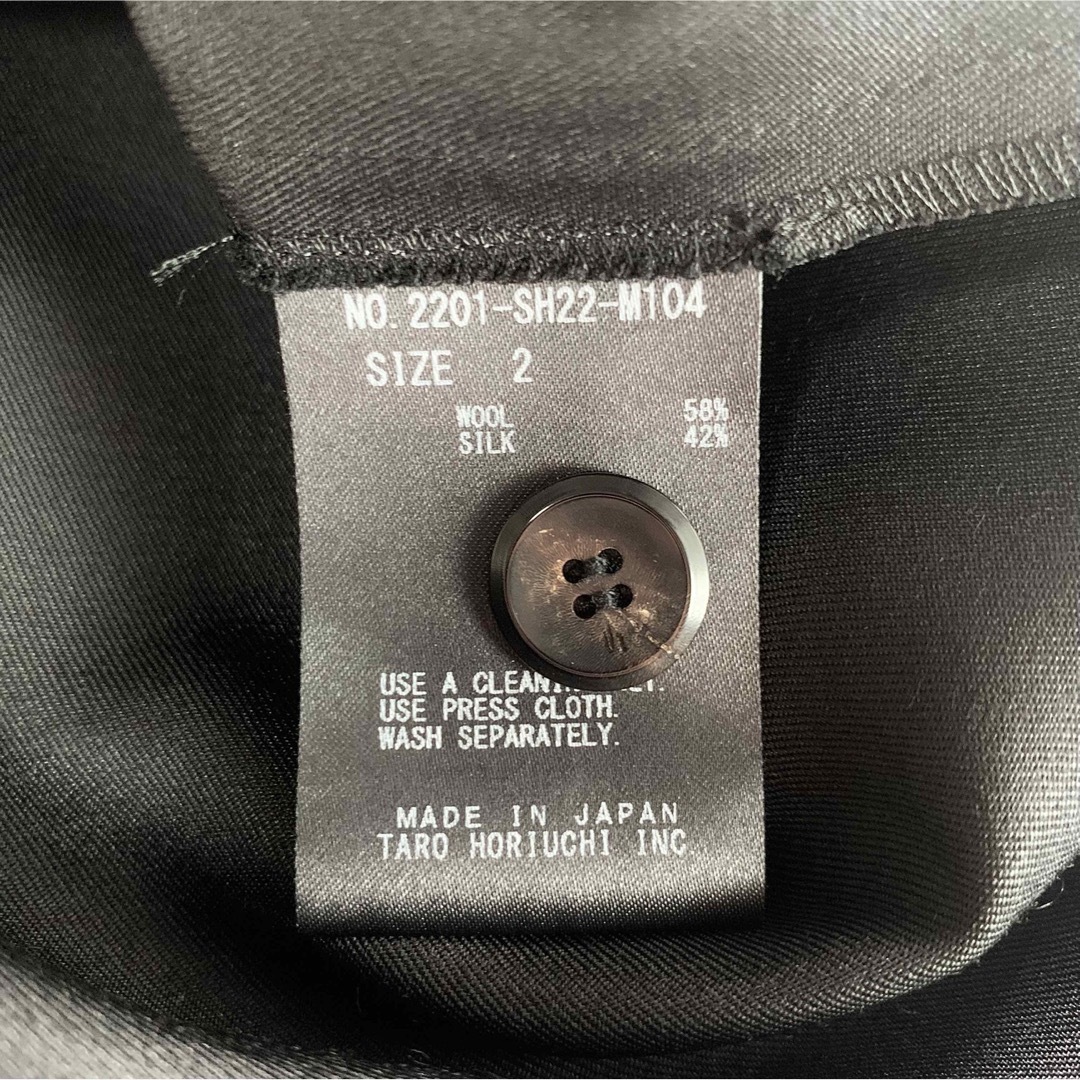 NO. 2201-SH22-M104
SIZE 2
WOOL 58%
SILK 42%
USE A
USE PRESS CLOTH.
WASH SEPARATELY.
MADE IN JAPAN
TARO HORIUCHI INC.